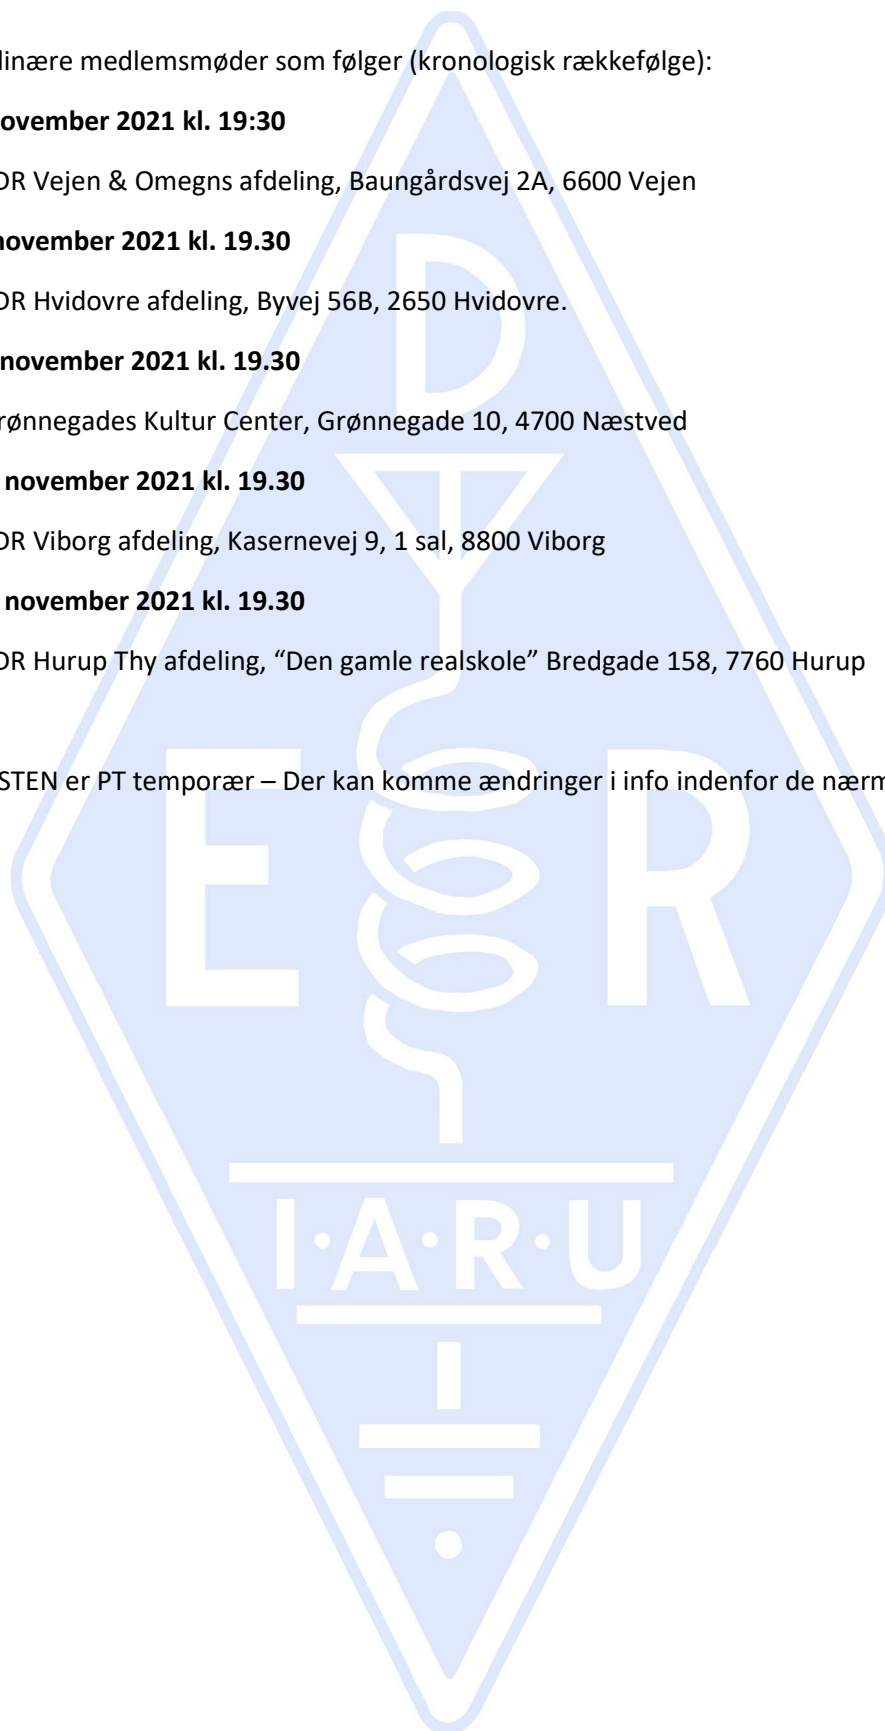 linære medlemsmøder som følger (kronologisk rækkefølge):
ovember 2021 kl. 19:30
DR Vejen & Omegns afdeling, Baungårdsvej 2A, 6600 Vejen
november 2021 kl. 19.30
DR Hvidovre afdeling, Byvej 56B, 2650 Hvidovre.
november 2021 kl. 19.30
rønnegades Kultur Center, Grønnegade 10, 4700 Næstved
november 2021 kl. 19.30
DR Viborg afdeling, Kasernevej 9, 1 sal, 8800 Viborg
november 2021 kl. 19.30
DR Hurup Thy afdeling, “Den gamle realskole” Bredgade 158, 7760 Hurup
STEN er PT temporær – Der kan komme ændringer i info indenfor de nærm
D
E R
I·A·R·U